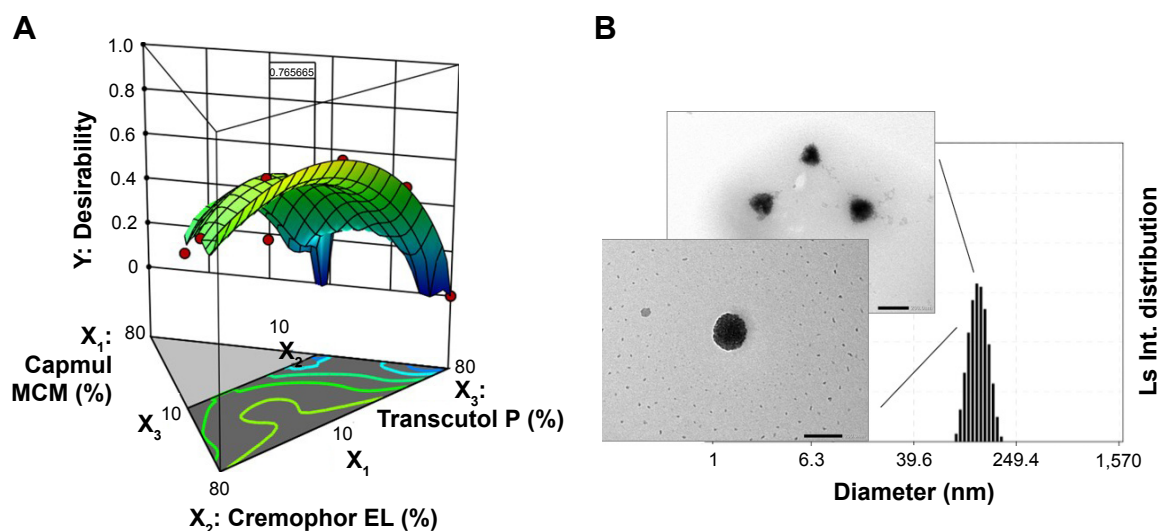 A
1.0
0.8
0.6
0.4
0.2
0
Y: Desirability
0.765665
80
X₁:
Capmul
MCM (%)
10
X₂
80
X₃:
Transcutol P (%)
X₃
10
10
X₁
80
X₂: Cremophor EL (%)
B
Ls Int. distribution
1
6.3
39.6
249.4
1,570
Diameter (nm)